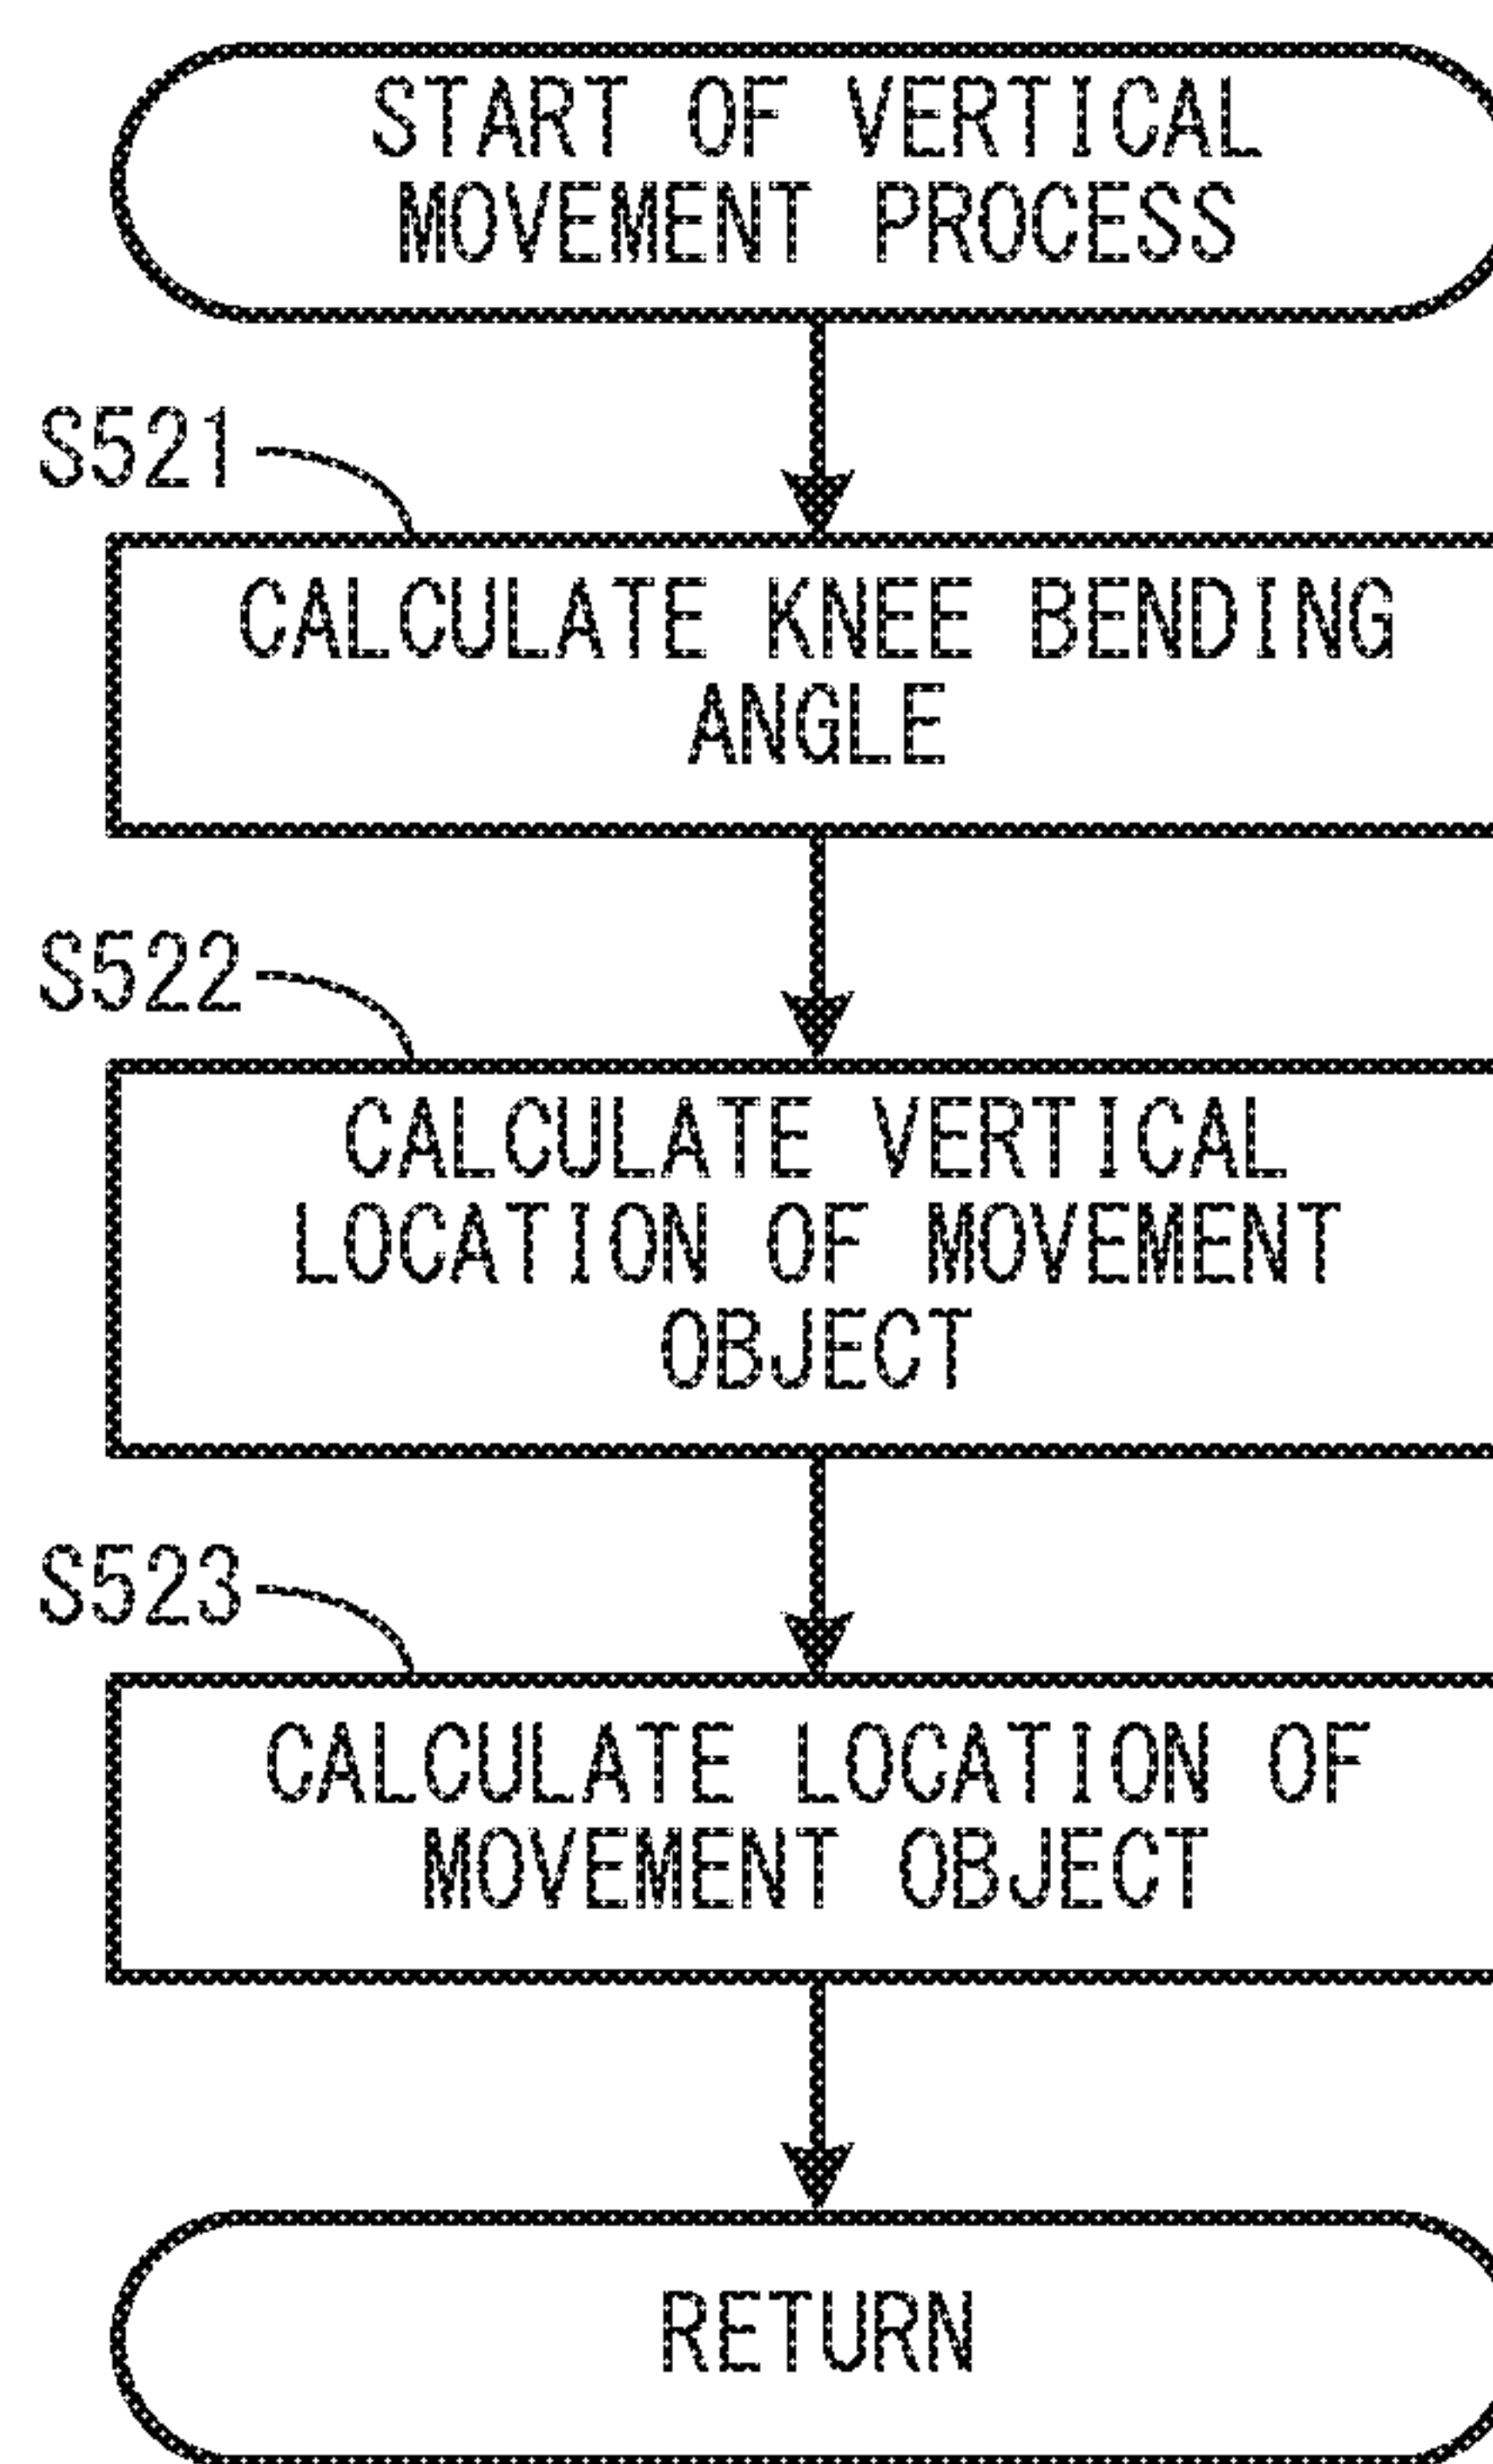 START OF VERTICAL
MOVEMENT PROCESS
S521
CALCULATE KNEE BENDING
ANGLE
S522
CALCULATE VERTICAL
LOCATION OF MOVEMENT
OBJECT
S523
CALCULATE LOCATION OF
MOVEMENT OBJECT
RETURN